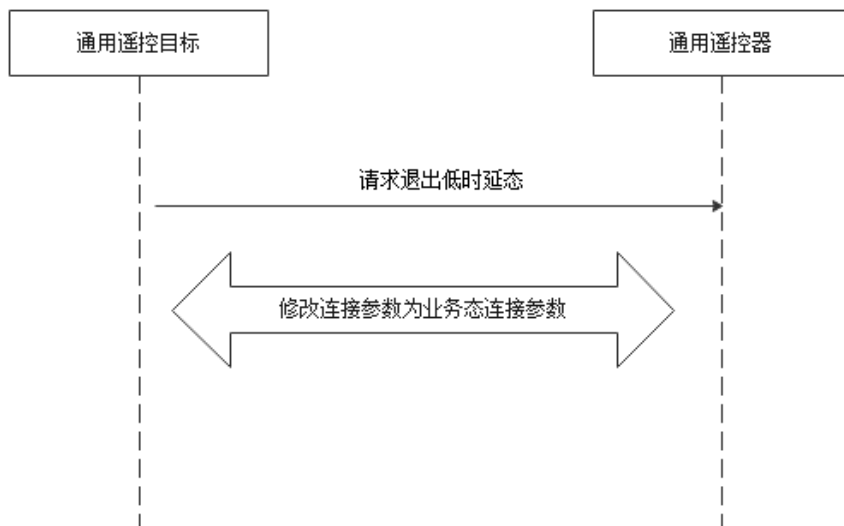 通用遥控目标
通用遥控器
请求退出低时延态
修改连接参数为业务态连接参数